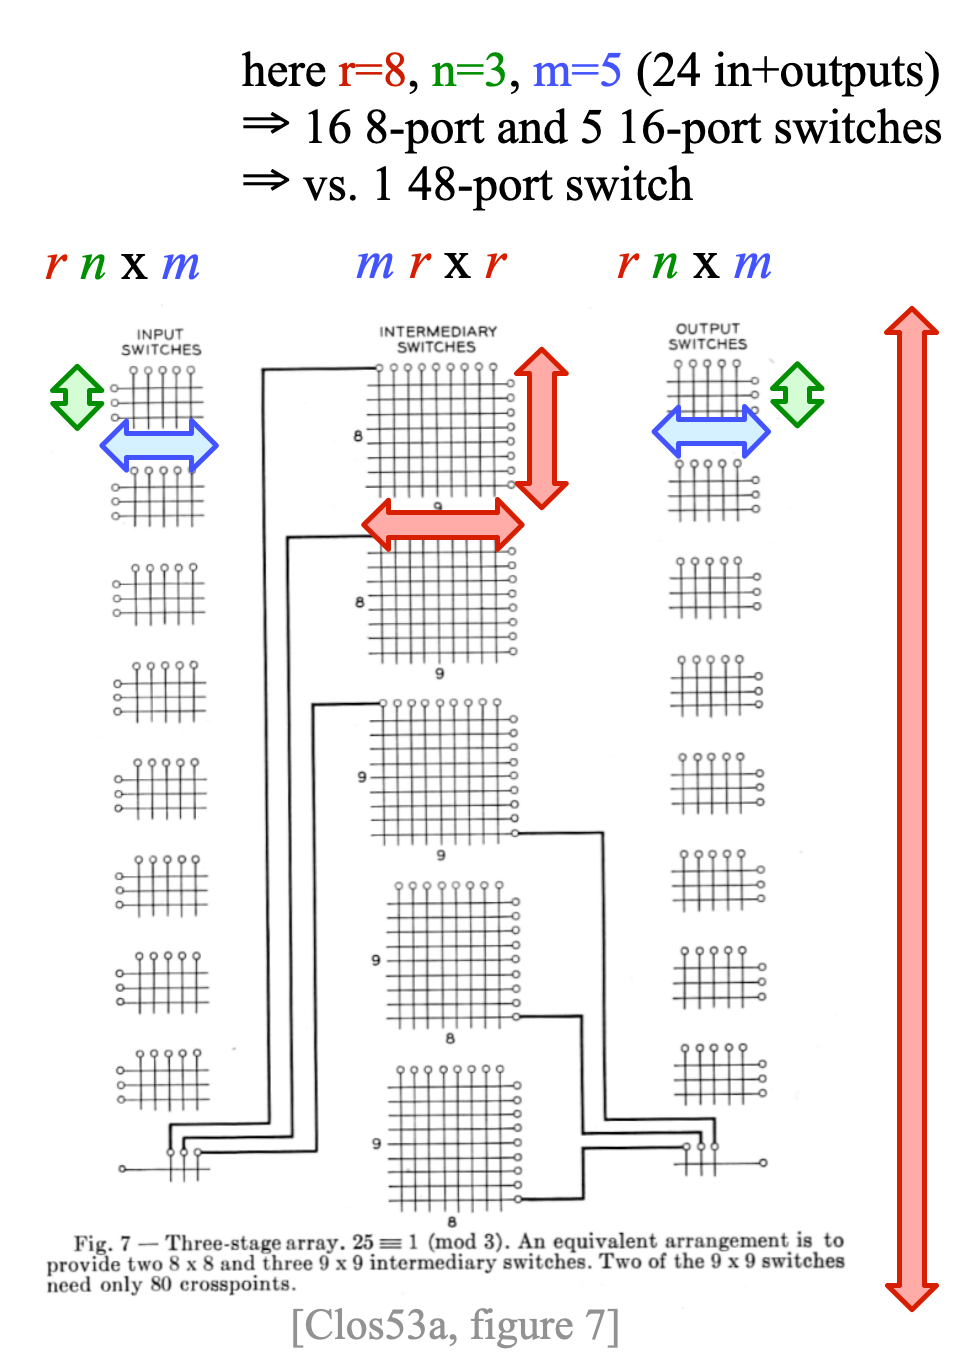 here r=8, n=3, m=5 (24 in+outputs)
⇒ 16 8-port and 5 16-port switches
⇒ vs. 1 48-port switch
r n x m
m r x r
r n x m
INPUT
SWITCHES
INTERMEDIARY
SWITCHES
OUTPUT
SWITCHES
8
9
8
9
9
9
9
8
9
8
Fig. 7 — Three-stage array. 25 ≡ 1 (mod 3). An equivalent arrangement is to
provide two 8 x 8 and three 9 x 9 intermediary switches. Two of the 9 x 9 switches
need only 80 crosspoints.
[Clos53a, figure 7]